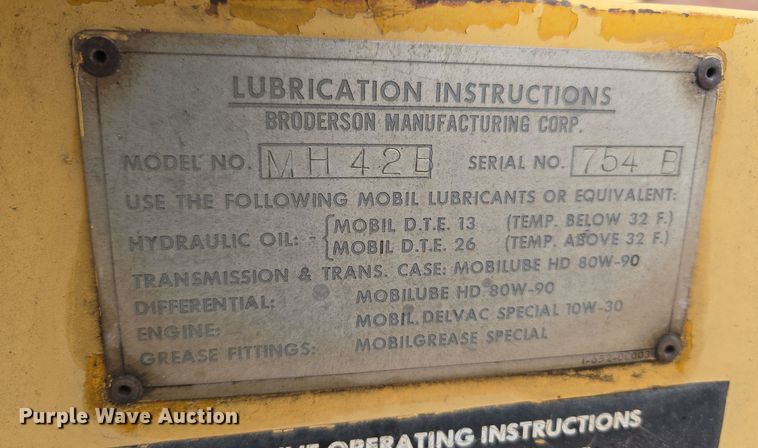 LUBRICATION INSTRUCTIONS
BRODERSON MANUFACTURING CORP.
MODEL NO. MH 42B SERIAL NO. 754 B
USE THE FOLLOWING MOBIL LUBRICANTS OR EQUIVALENT:
HYDRAULIC OIL: - { MOBIL D.T.E. 13 (TEMP. BELOW 32 F.)
MOBIL D.T.E. 26 (TEMP. ABOVE 32 F.)
TRANSMISSION & TRANS. CASE: MOBILUBE HD 80W-90
DIFFERENTIAL: MOBILUBE HD 80W-90
ENGINE: MOBIL DELVAC SPECIAL 10W-30
GREASE FITTINGS: MOBILGREASE SPECIAL
Purple Wave Auction
OPERATING INSTRUCTIONS